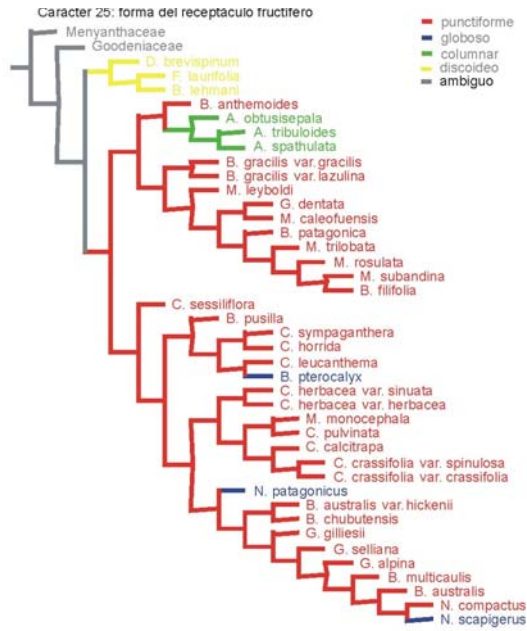 Carácter 25: forma del receptáculo fructífero
punctiforme
globoso
columnar
discoideo
ambiguo
Menyanthaceae
Goodeniaceae
D. brevispinum
F. laurifolia
B. lehmani
B. anthemoides
A. obtusisepala
A. tribuloides
A. spathulata
B. gracilis var. gracilis
B. gracilis var. lazulina
M. leyboldi
G. dentata
M. caleofuensis
B. patagonica
M. trilobata
M. rosulata
M. subandina
B. filifolia
C. sessiliflora
B. pusilla
C. sympaganthera
C. horrida
C. leucanthema
B. pterocalyx
C. herbacea var. sinuata
C. herbacea var. herbacea
M. monocephala
C. pulvinata
C. calcitrapa
C. crassifolia var. spinulosa
C. crassifolia var. crassifolia
N. patagonicus
B. australis var. hickenii
B. chubutensis
G. gilliesii
G. selliana
G. alpina
B. multicaulis
B. australis
N. compactus
N. scapigerus